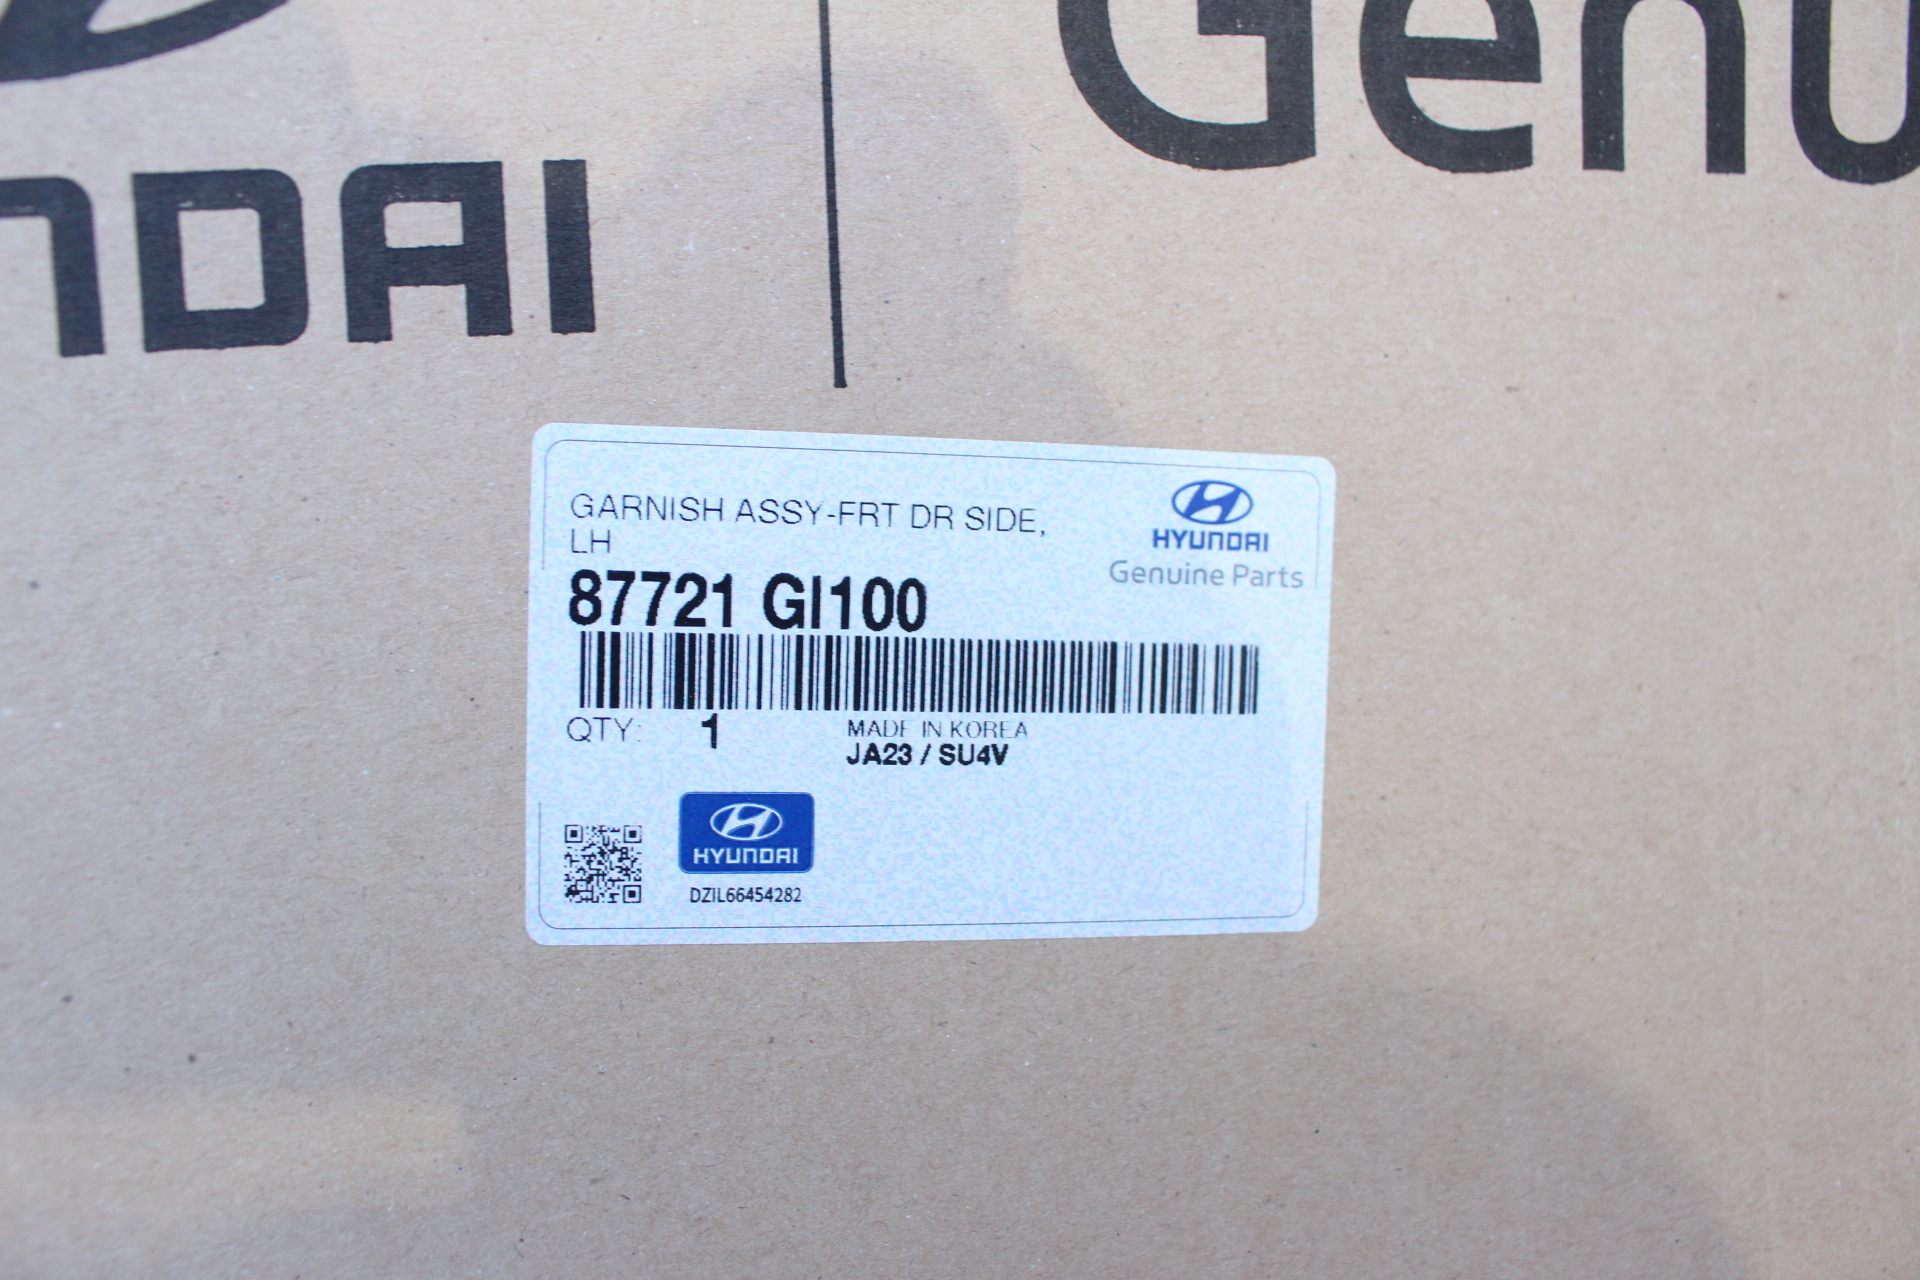 NDAI
Genu
GARNISH ASSY-FRT DR SIDE,
LH
HYUNDAI
Genuine Parts
87721 GI100
QTY: 1
MADE IN KOREA
JA23 / SU4V
HYUNDAI
DZIL66454282